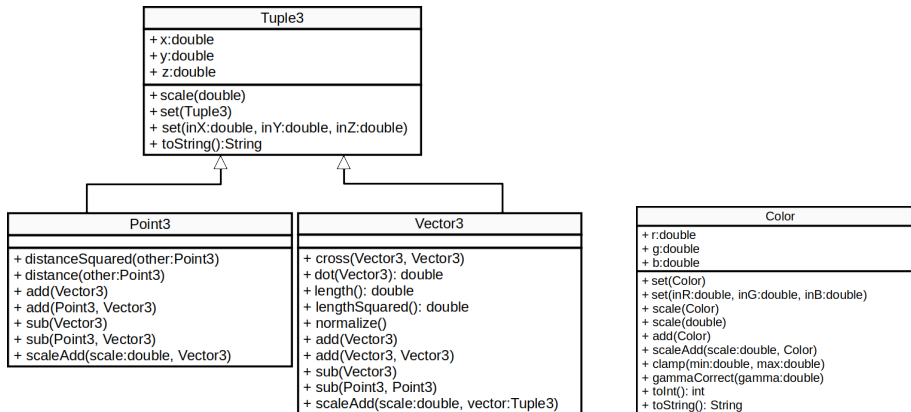 Tuple3
+ x:double
+ y:double
+ z:double
+ scale(double)
+ set(Tuple3)
+ set(inX:double, inY:double, inZ:double)
+ toString():String
Point3
+ distanceSquared(other:Point3)
+ distance(other:Point3)
+ add(Vector3)
+ add(Point3, Vector3)
+ sub(Vector3)
+ sub(Point3, Vector3)
+ scaleAdd(scale:double, Vector3)
Vector3
+ cross(Vector3, Vector3)
+ dot(Vector3): double
+ length(): double
+ lengthSquared(): double
+ normalize()
+ add(Vector3)
+ add(Vector3, Vector3)
+ sub(Vector3)
+ sub(Point3, Point3)
+ scaleAdd(scale:double, vector:Tuple3)
Color
+ r:double
+ g:double
+ b:double
+ set(Color)
+ set(inR:double, inG:double, inB:double)
+ scale(Color)
+ scale(double)
+ add(Color)
+ scaleAdd(scale:double, Color)
+ clamp(min:double, max:double)
+ gammaCorrect(gamma:double)
+ toInt(): int
+ toString(): String